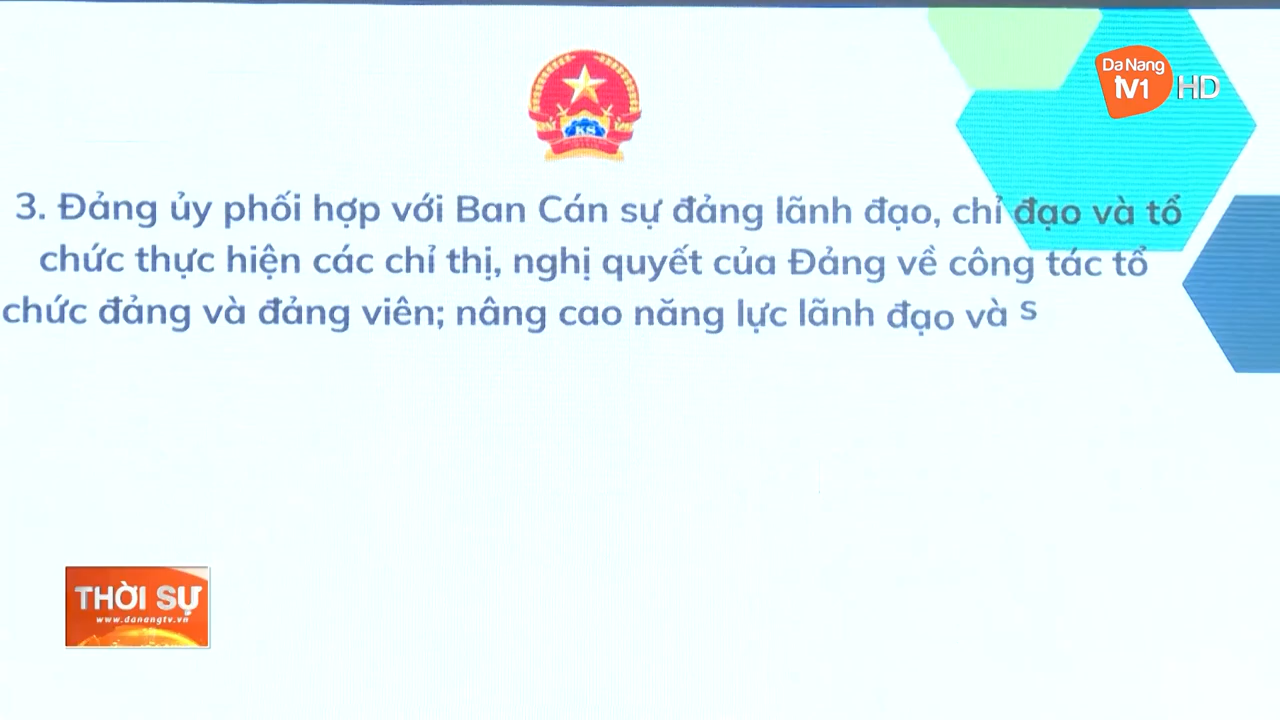 Da Nang
TV1 HD
KS
3. Đảng ủy phối hợp với Ban Cán sự đảng lãnh đạo, chỉ đạo và tổ
chức thực hiện các chỉ thị, nghị quyết của Đảng về công tác tổ
chức đảng và đảng viên; nâng cao năng lực lãnh đạo và s
THỜI SỰ
www.danangtv.vn